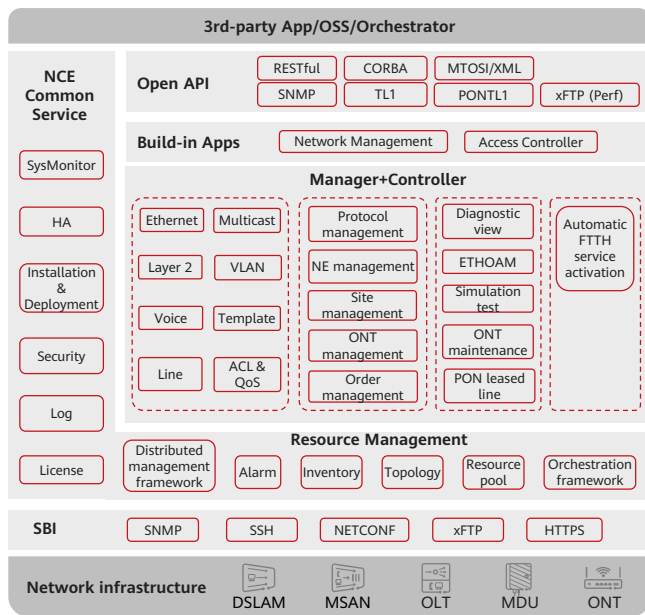 3rd-party App/OSS/Orchestrator
NCE
Common
Service
SysMonitor
HA
Installation
&
Deployment
Security
Log
License
Open API
RESTful
CORBA
MTOSI/XML
SNMP
TL1
PONTL1
xFTP (Perf)
Build-in Apps
Network Management
Access Controller
Manager+Controller
Ethernet
Multicast
Layer 2
VLAN
Voice
Template
Line
ACL &
QoS
Protocol
management
NE management
Site
management
ONT
management
Order
management
Diagnostic
view
ETHOAM
Simulation
test
ONT
maintenance
PON leased
line
Automatic
FTTH
service
activation
Resource Management
Distributed
management
framework
Alarm
Inventory
Topology
Resource
pool
Orchestration
framework
SBI
SNMP
SSH
NETCONF
xFTP
HTTPS
Network infrastructure
DSLAM
MSAN
OLT
MDU
ONT